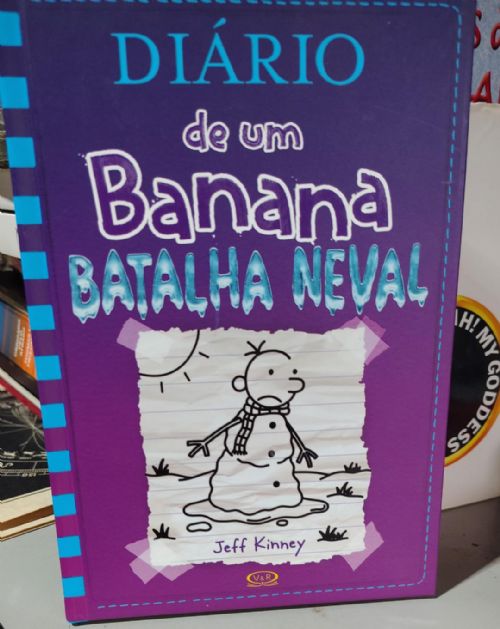 DIÁRIO
de um
Banana
BATALHA NEVAL
Jeff Kinney
V&R
AH! MY GODDESS